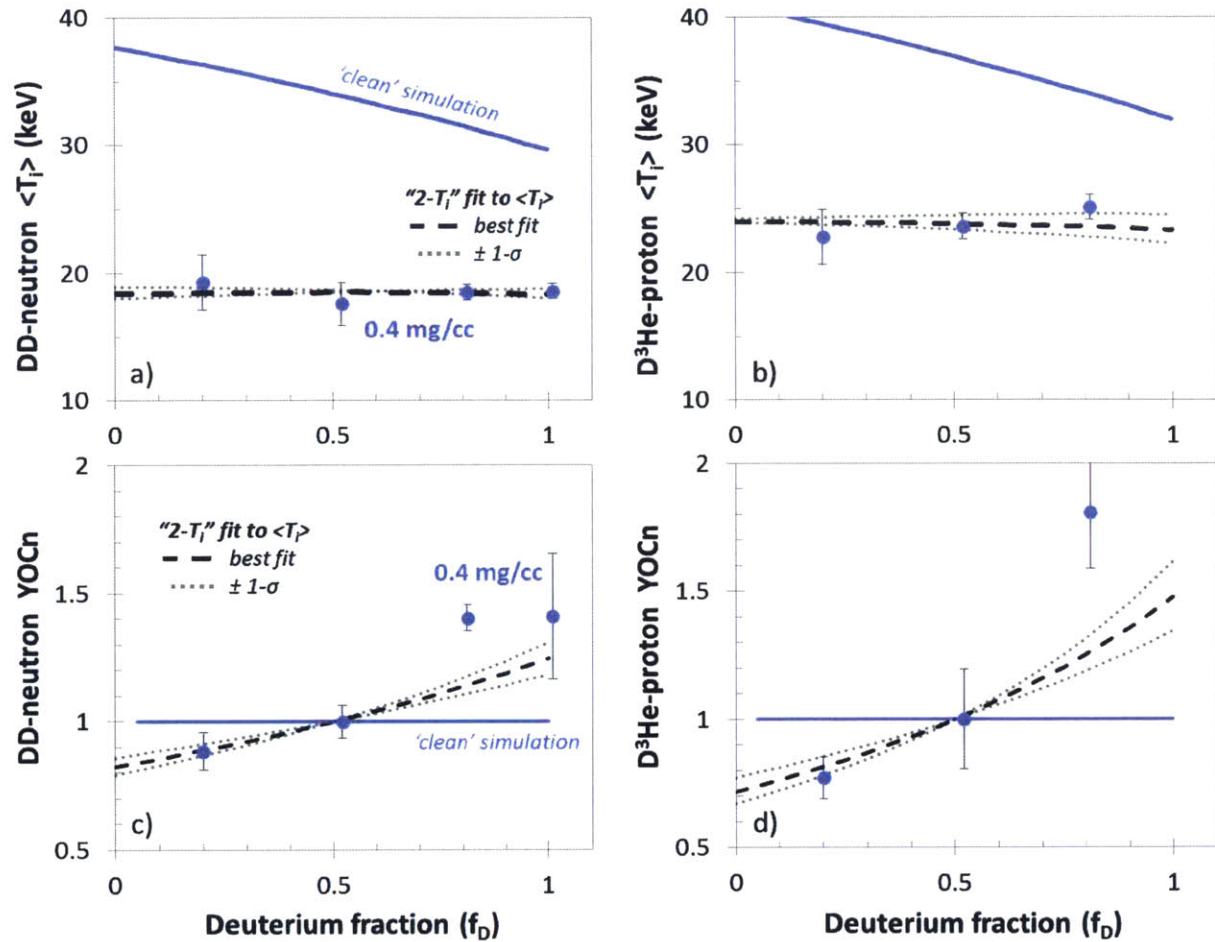 DD-neutron <Ti> (keV)
40
30
20
10
'clean' simulation
"2-Ti" fit to <Ti>
best fit
± 1-σ
0.4 mg/cc
a)
0
0.5
1
D³He-proton <Ti> (keV)
40
30
20
10
b)
0
0.5
1
DD-neutron YOCn
2
1.5
1
0.5
"2-Ti" fit to <Ti>
best fit
± 1-σ
0.4 mg/cc
'clean' simulation
c)
0
0.5
1
Deuterium fraction (fD)
D³He-proton YOCn
2
1.5
1
0.5
d)
0
0.5
1
Deuterium fraction (fD)